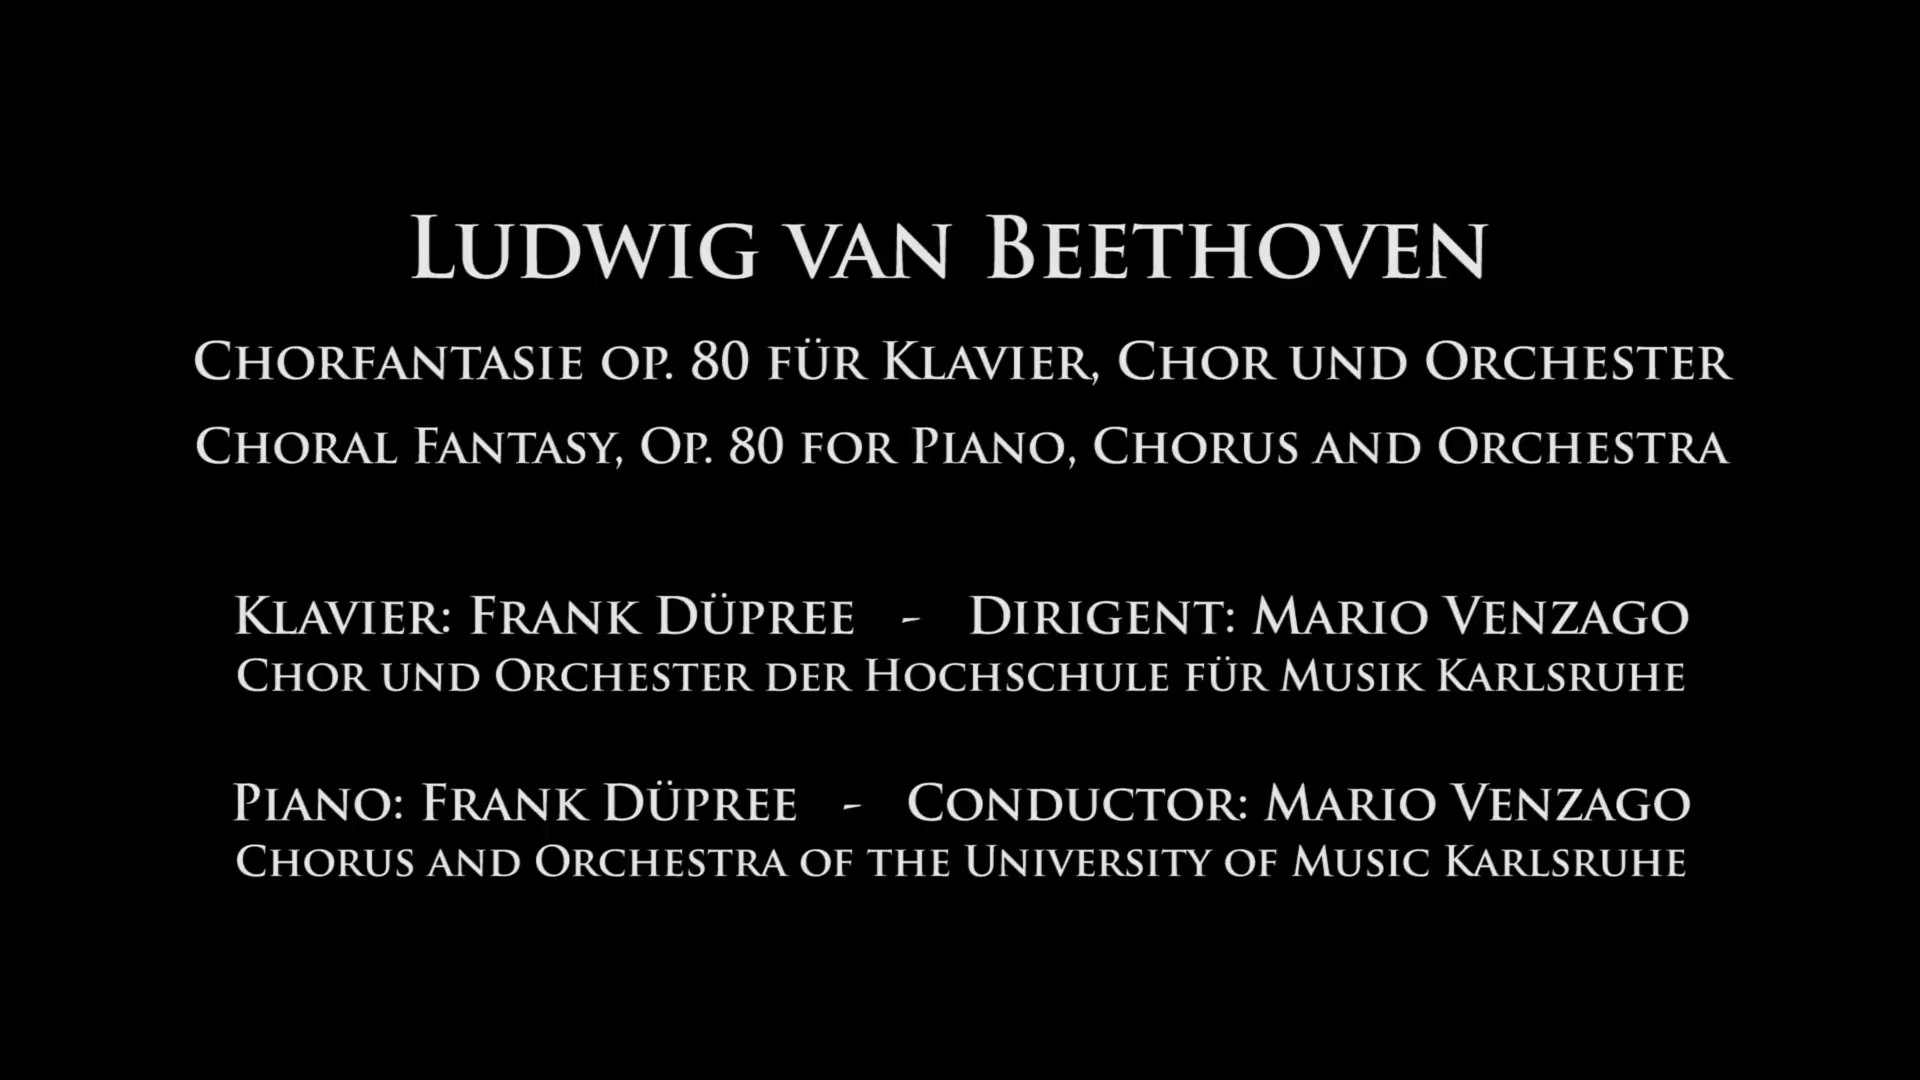 Ludwig van Beethoven
Chorfantasie op. 80 für Klavier, Chor und Orchester
Choral Fantasy, Op. 80 for Piano, Chorus and Orchestra
Klavier: Frank Düpree - Dirigent: Mario Venzago
Chor und Orchester der Hochschule für Musik Karlsruhe
Piano: Frank Düpree - Conductor: Mario Venzago
Chorus and Orchestra of the University of Music Karlsruhe